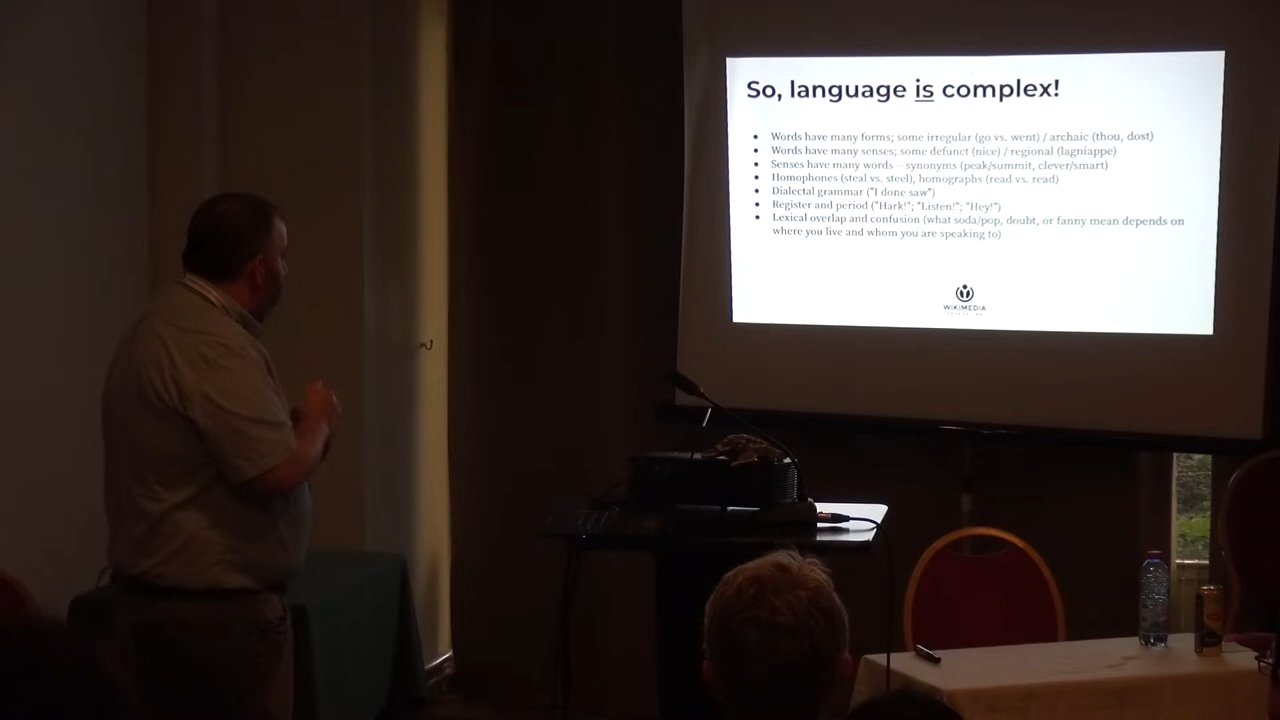 So, language is complex!
• Words have many forms; some irregular (go vs. went) / archaic (thou, dost)
• Words have many senses; some defunct (nice) / regional (lagniappe)
• Senses have many words – synonyms (peak/summit, clever/smart)
• Homophones (steal vs. steel), homographs (read vs. read)
• Dialectal grammar ("I done saw")
• Register and period ("Hark!"; "Listen!"; "Hey!")
• Lexical overlap and confusion (what soda/pop, doubt, or fanny mean depends on
where you live and whom you are speaking to)
WIKIMEDIA